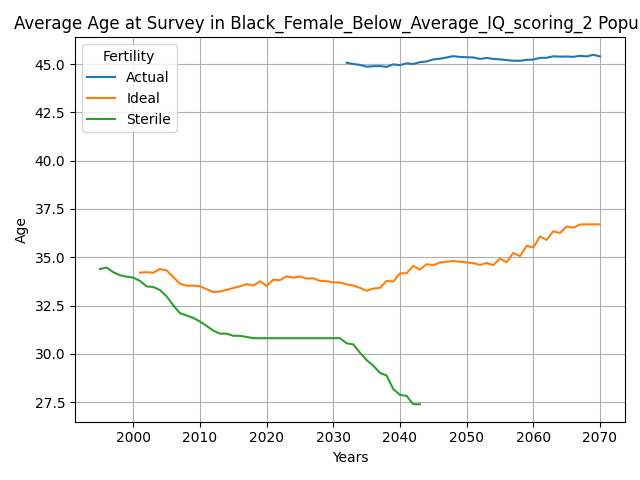 Average Age at Survey in Black_Female_Below_Average_IQ_scoring_2 Popu
Fertility
Actual
Ideal
Sterile
Age
45.0
42.5
40.0
37.5
35.0
32.5
30.0
27.5
2000 2010 2020 2030 2040 2050 2060 2070
Years